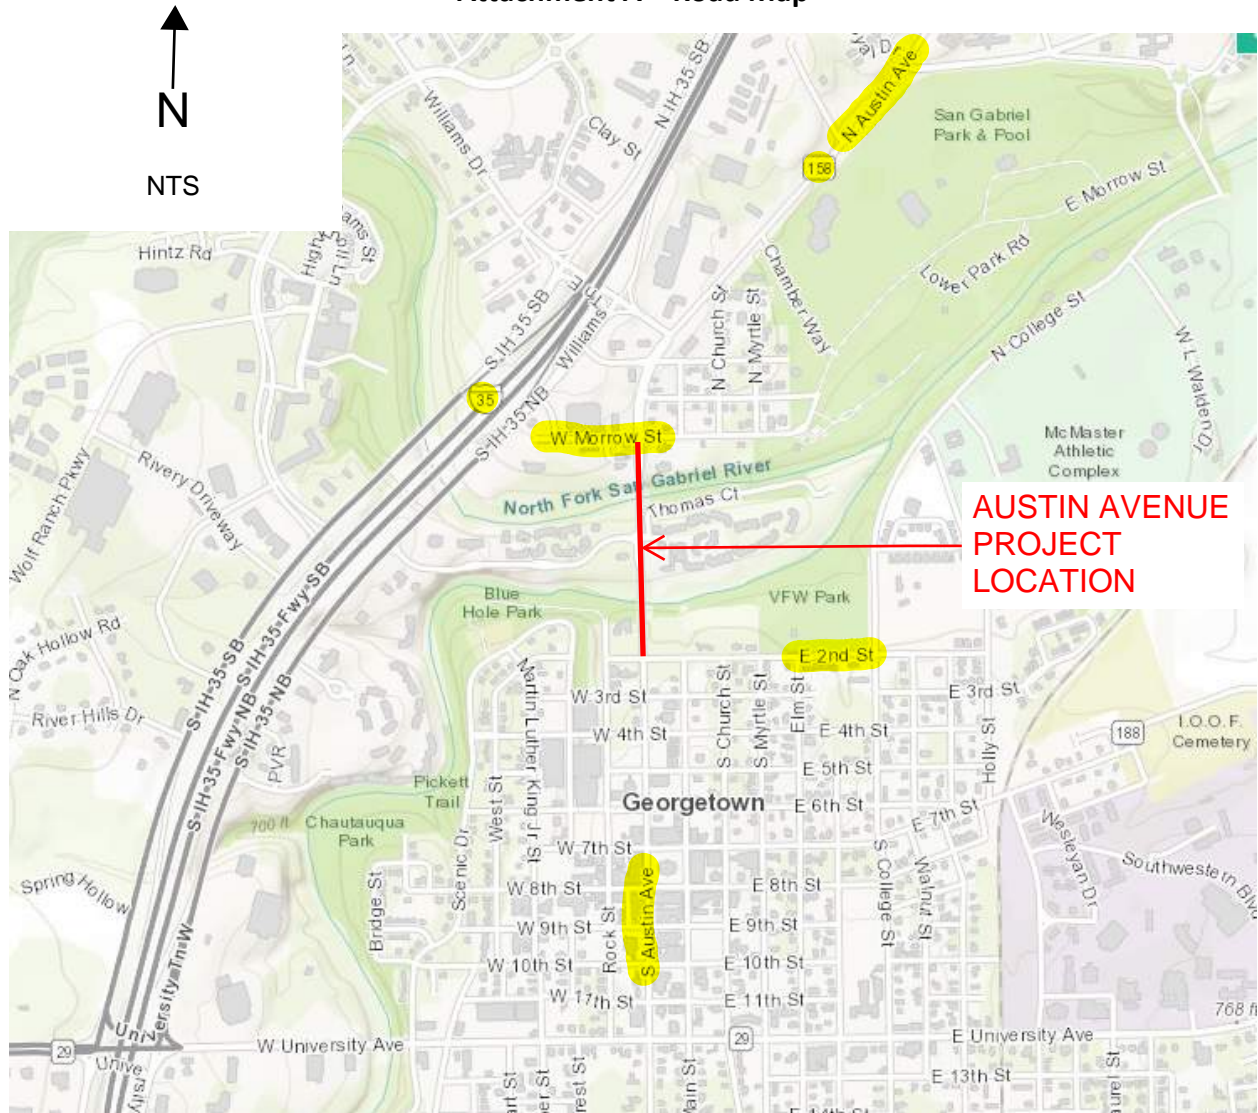 N
NTS
N IH 35 SB
N Austin Ave
San Gabriel
Park & Pool
Williams Dr
Clay St
158
E Morrow St
Hintz Rd
Lower Park Rd
Chamber Way
N Church St
N Myrtle St
S IH 35 SB
Williams
N College St
W L Walden Dr
35
S-IH-35-NB
W Morrow St
McMaster
Athletic
Complex
Rivery Driveway
Wolf Ranch Pkwy
North Fork San Gabriel River
Thomas Ct
AUSTIN AVENUE
PROJECT
LOCATION
Blue
Hole Park
VFW Park
N Oak Hollow Rd
S-IH-35-Fwy-SB
S-IH-35-SB
S-IH-35-Fwy-NB
S-IH-35-NB
E 2nd St
River Hills Dr
PVR
W 3rd St
E 3rd St
Martin Luther King Jr St
S Church St
S Myrtle St
Elm St
Holly St
I.O.O.F.
Cemetery
188
W 4th St
E 4th St
E 5th St
Pickett
Trail
West St
Georgetown
E 6th St
E 7th St
700 ft
Chautauqua
Park
W 7th St
Scenic Dr
Wesleyan Dr
Southwestern Blv
Spring Hollow
Bridge St
W 8th St
E 8th St
S Austin Ave
S College St
Walnut St
W 9th St
E 9th St
Rock St
W 10th St
E 10th St
W 11th St
E 11th St
768 ft
29
W University Ave
29
E University Ave
E 13th St
Main St